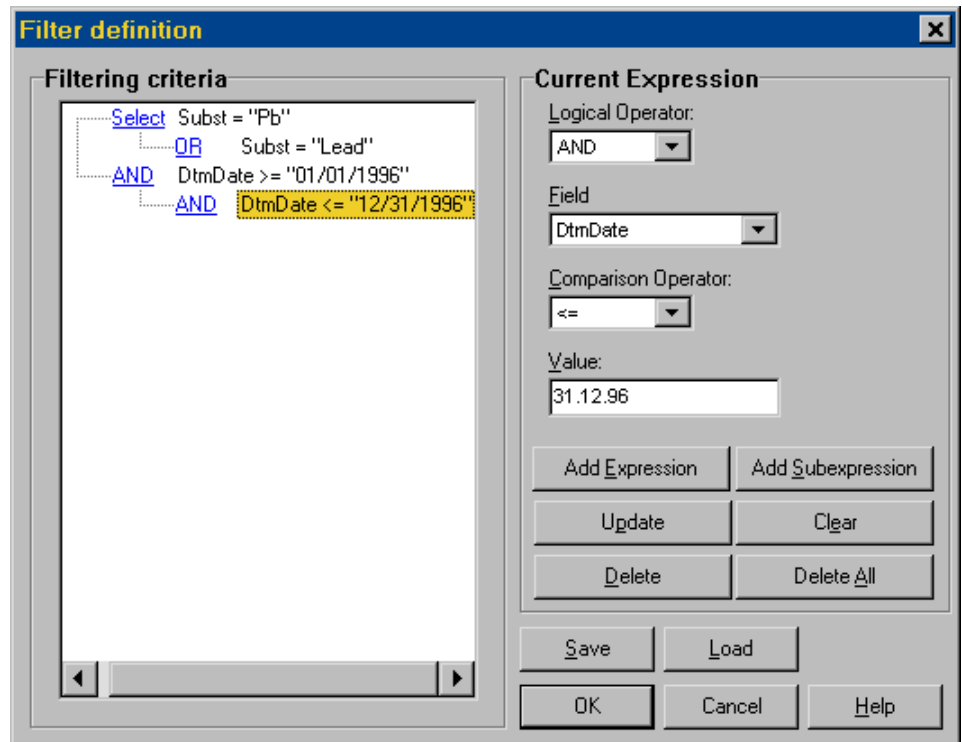 Filter definition
Filtering criteria
Select Subst = "Pb"
OR Subst = "Lead"
AND DtmDate >= "01/01/1996"
AND DtmDate <= "12/31/1996"
Current Expression
Logical Operator:
AND
Field
DtmDate
Comparison Operator:
<=
Value:
31.12.96
Add Expression Add Subexpression
Update Clear
Delete Delete All
Save Load
OK Cancel Help